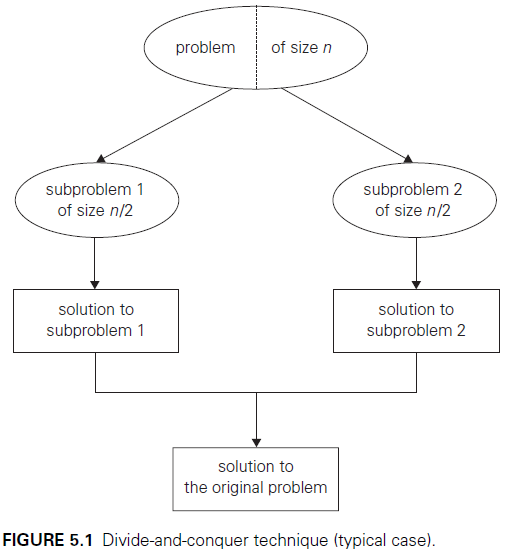 problem of size n
subproblem 1
of size n/2
subproblem 2
of size n/2
solution to
subproblem 1
solution to
subproblem 2
solution to
the original problem
FIGURE 5.1 Divide-and-conquer technique (typical case).